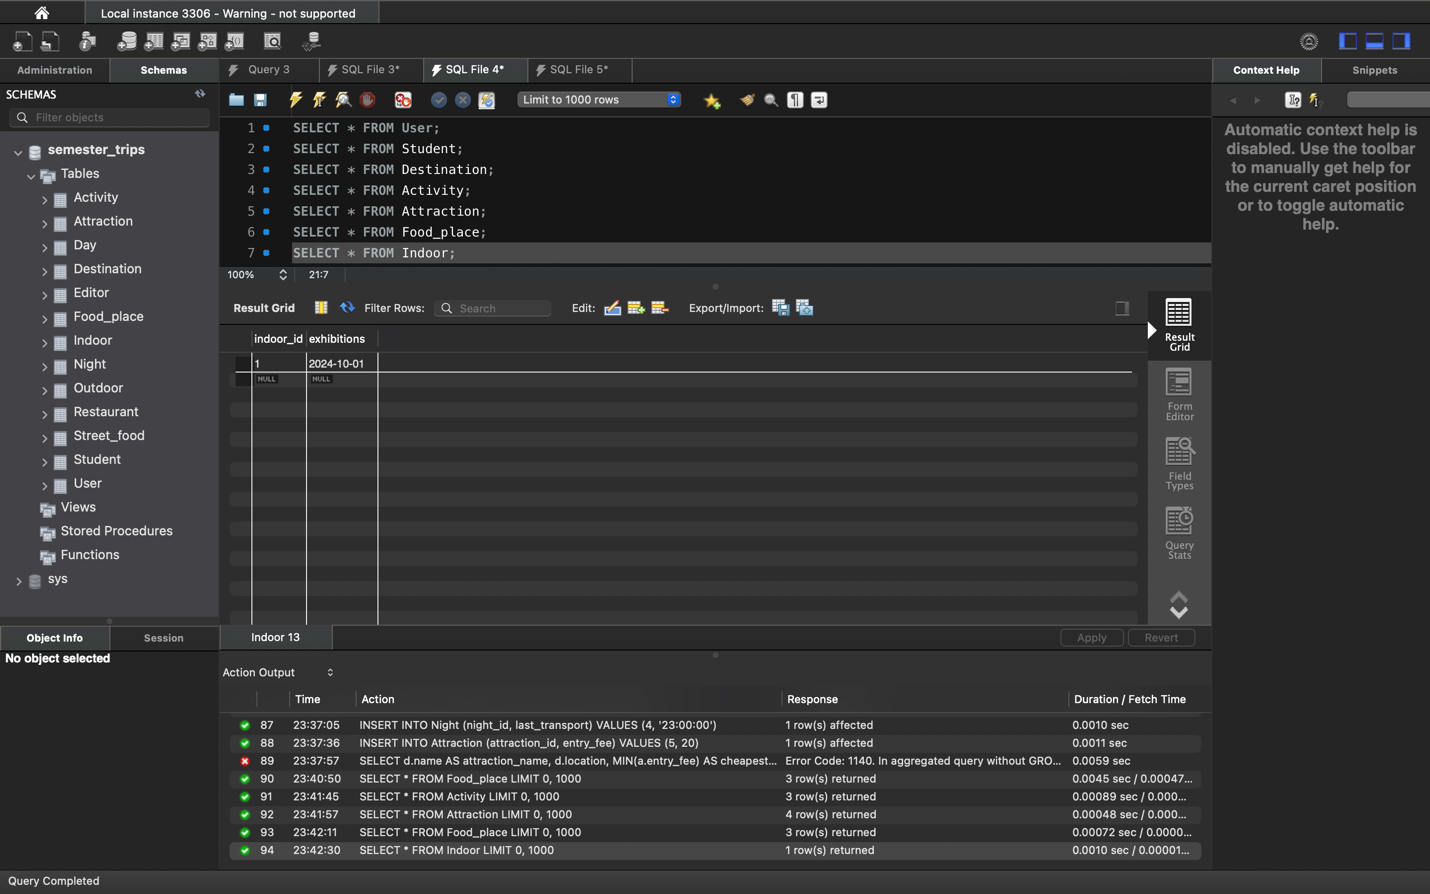 Local instance 3306 - Warning - not supported
Administration
Schemas
Query 3
SQL File 3*
SQL File 4*
SQL File 5*
Context Help
Snippets
SCHEMAS
Filter objects
semester_trips
Tables
Activity
Attraction
Day
Destination
Editor
Food_place
Indoor
Night
Outdoor
Restaurant
Street_food
Student
User
Views
Stored Procedures
Functions
sys
Object Info
Session
No object selected
Limit to 1000 rows
1 SELECT * FROM User;
2 SELECT * FROM Student;
3 SELECT * FROM Destination;
4 SELECT * FROM Activity;
5 SELECT * FROM Attraction;
6 SELECT * FROM Food_place;
7 SELECT * FROM Indoor;
100% 21:7
Result Grid Filter Rows: Search Edit: Export/Import:
indoor_id exhibitions
1 2024-10-01
NULL NULL
Result
Grid
Form
Editor
Field
Types
Query
Stats
Indoor 13
Apply Revert
Automatic context help is
disabled. Use the toolbar
to manually get help for
the current caret position
or to toggle automatic
help.
Action Output
Time Action Response Duration / Fetch Time
87 23:37:05 INSERT INTO Night (night_id, last_transport) VALUES (4, '23:00:00') 1 row(s) affected 0.0010 sec
88 23:37:36 INSERT INTO Attraction (attraction_id, entry_fee) VALUES (5, 20) 1 row(s) affected 0.0011 sec
89 23:37:57 SELECT d.name AS attraction_name, d.location, MIN(a.entry_fee) AS cheapest... Error Code: 1140. In aggregated query without GRO... 0.0059 sec
90 23:40:50 SELECT * FROM Food_place LIMIT 0, 1000 3 row(s) returned 0.0045 sec / 0.00047...
91 23:41:45 SELECT * FROM Activity LIMIT 0, 1000 3 row(s) returned 0.00089 sec / 0.000...
92 23:41:57 SELECT * FROM Attraction LIMIT 0, 1000 4 row(s) returned 0.00048 sec / 0.000...
93 23:42:11 SELECT * FROM Food_place LIMIT 0, 1000 3 row(s) returned 0.00072 sec / 0.0000...
94 23:42:30 SELECT * FROM Indoor LIMIT 0, 1000 1 row(s) returned 0.0010 sec / 0.00001...
Query Completed